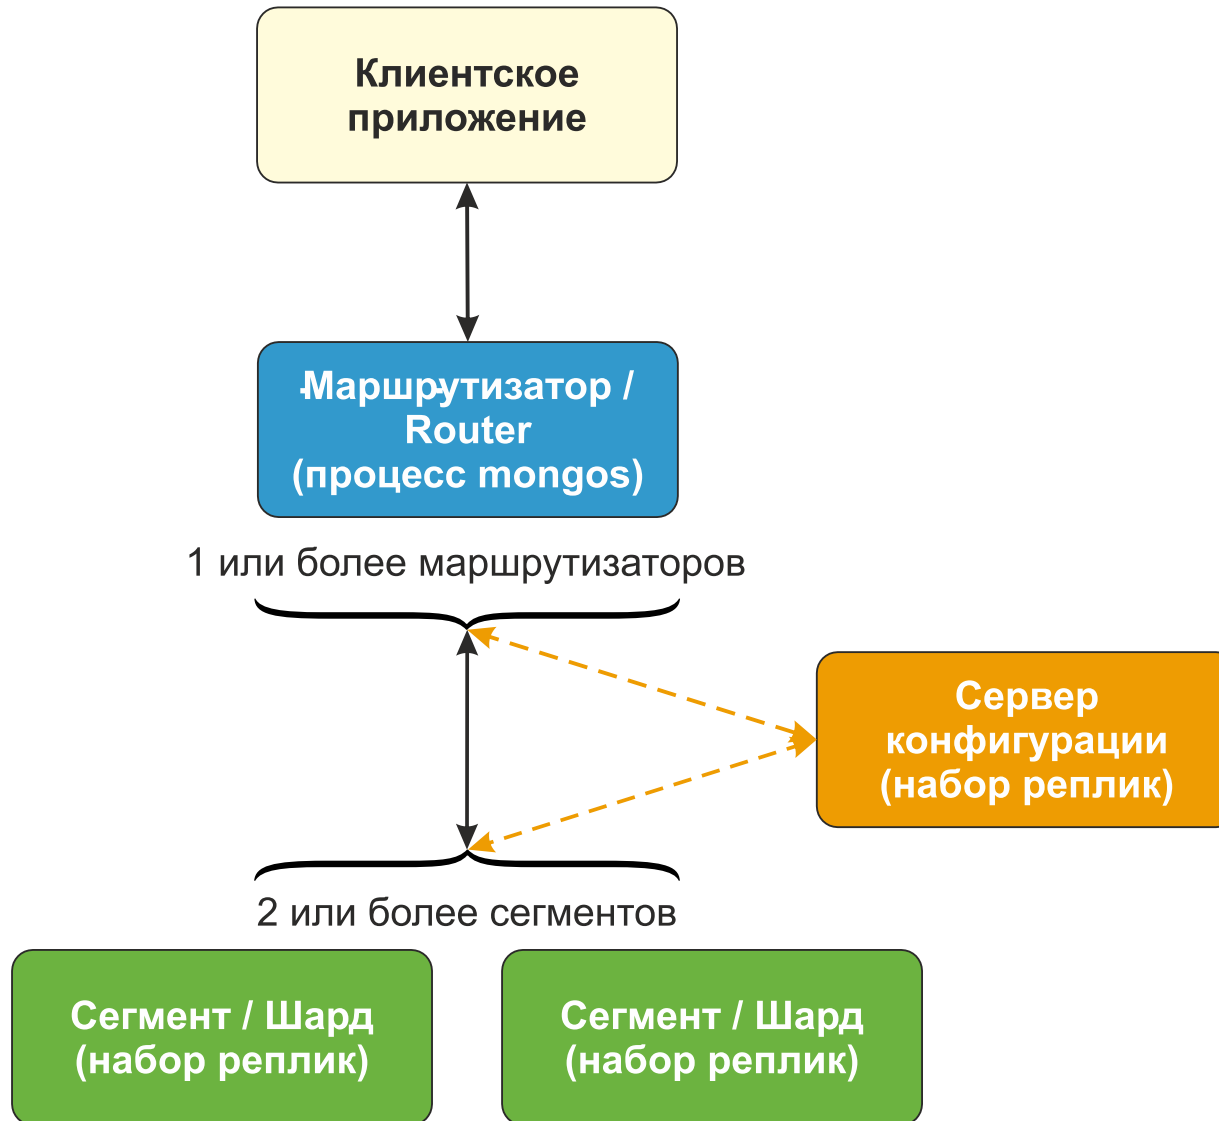 Клиентское
приложение
Маршрутизатор /
Router
(процесс mongos)
1 или более маршрутизаторов
Сервер
конфигурации
(набор реплик)
2 или более сегментов
Сегмент / Шард
(набор реплик)
Сегмент / Шард
(набор реплик)